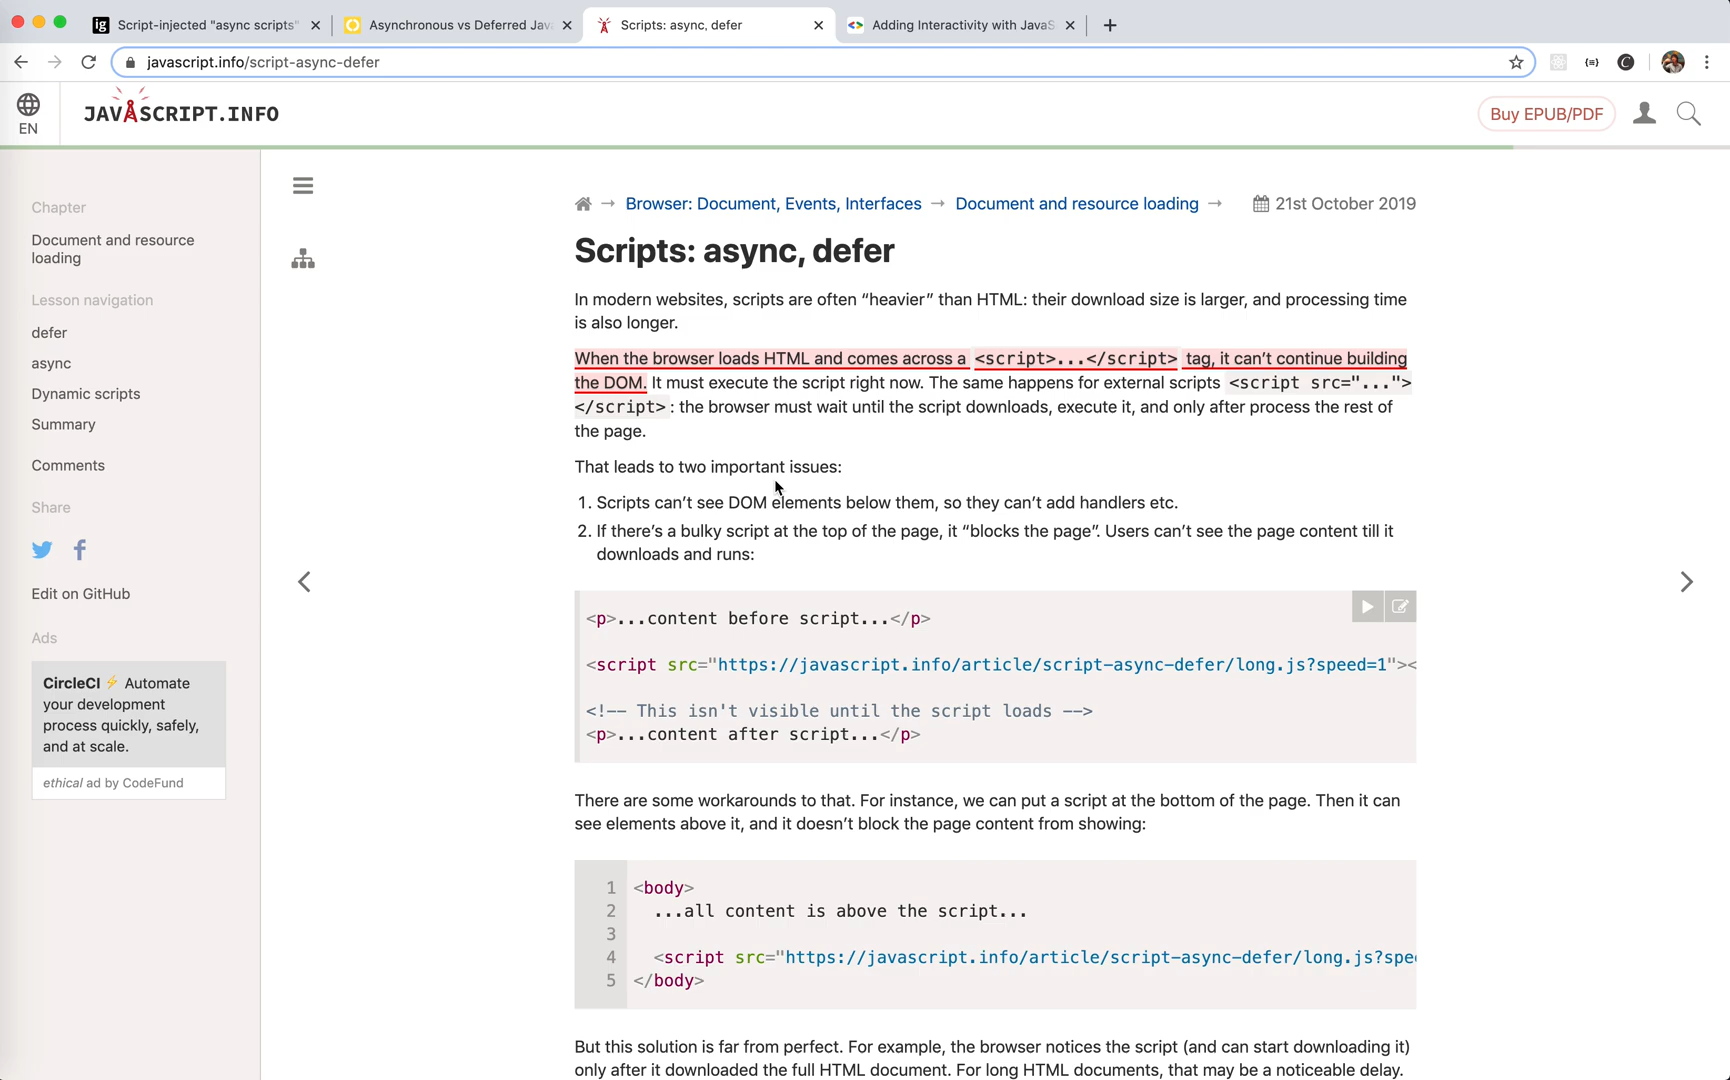 Script-injected "async scripts"
Asynchronous vs Deferred Jav
Scripts: async, defer
Adding Interactivity with JavaS
javascript.info/script-async-defer
EN
JAVASCRIPT.INFO
Buy EPUB/PDF
Chapter
Document and resource
loading
Lesson navigation
defer
async
Dynamic scripts
Summary
Comments
Share
Edit on GitHub
Ads
CircleCI ⚡ Automate
your development
process quickly, safely,
and at scale.
ethical ad by CodeFund
→ Browser: Document, Events, Interfaces → Document and resource loading → 21st October 2019
Scripts: async, defer
In modern websites, scripts are often “heavier” than HTML: their download size is larger, and processing time
is also longer.
When the browser loads HTML and comes across a <script>...</script> tag, it can’t continue building
the DOM. It must execute the script right now. The same happens for external scripts <script src="...">
</script>: the browser must wait until the script downloads, execute it, and only after process the rest of
the page.
That leads to two important issues:
1. Scripts can’t see DOM elements below them, so they can’t add handlers etc.
2. If there’s a bulky script at the top of the page, it “blocks the page”. Users can’t see the page content till it
downloads and runs:
<p>...content before script...</p>
<script src="https://javascript.info/article/script-async-defer/long.js?speed=1"><
<!-- This isn't visible until the script loads -->
<p>...content after script...</p>
There are some workarounds to that. For instance, we can put a script at the bottom of the page. Then it can
see elements above it, and it doesn’t block the page content from showing:
1 <body>
2 ...all content is above the script...
3
4 <script src="https://javascript.info/article/script-async-defer/long.js?spe
5 </body>
But this solution is far from perfect. For example, the browser notices the script (and can start downloading it)
only after it downloaded the full HTML document. For long HTML documents, that may be a noticeable delay.